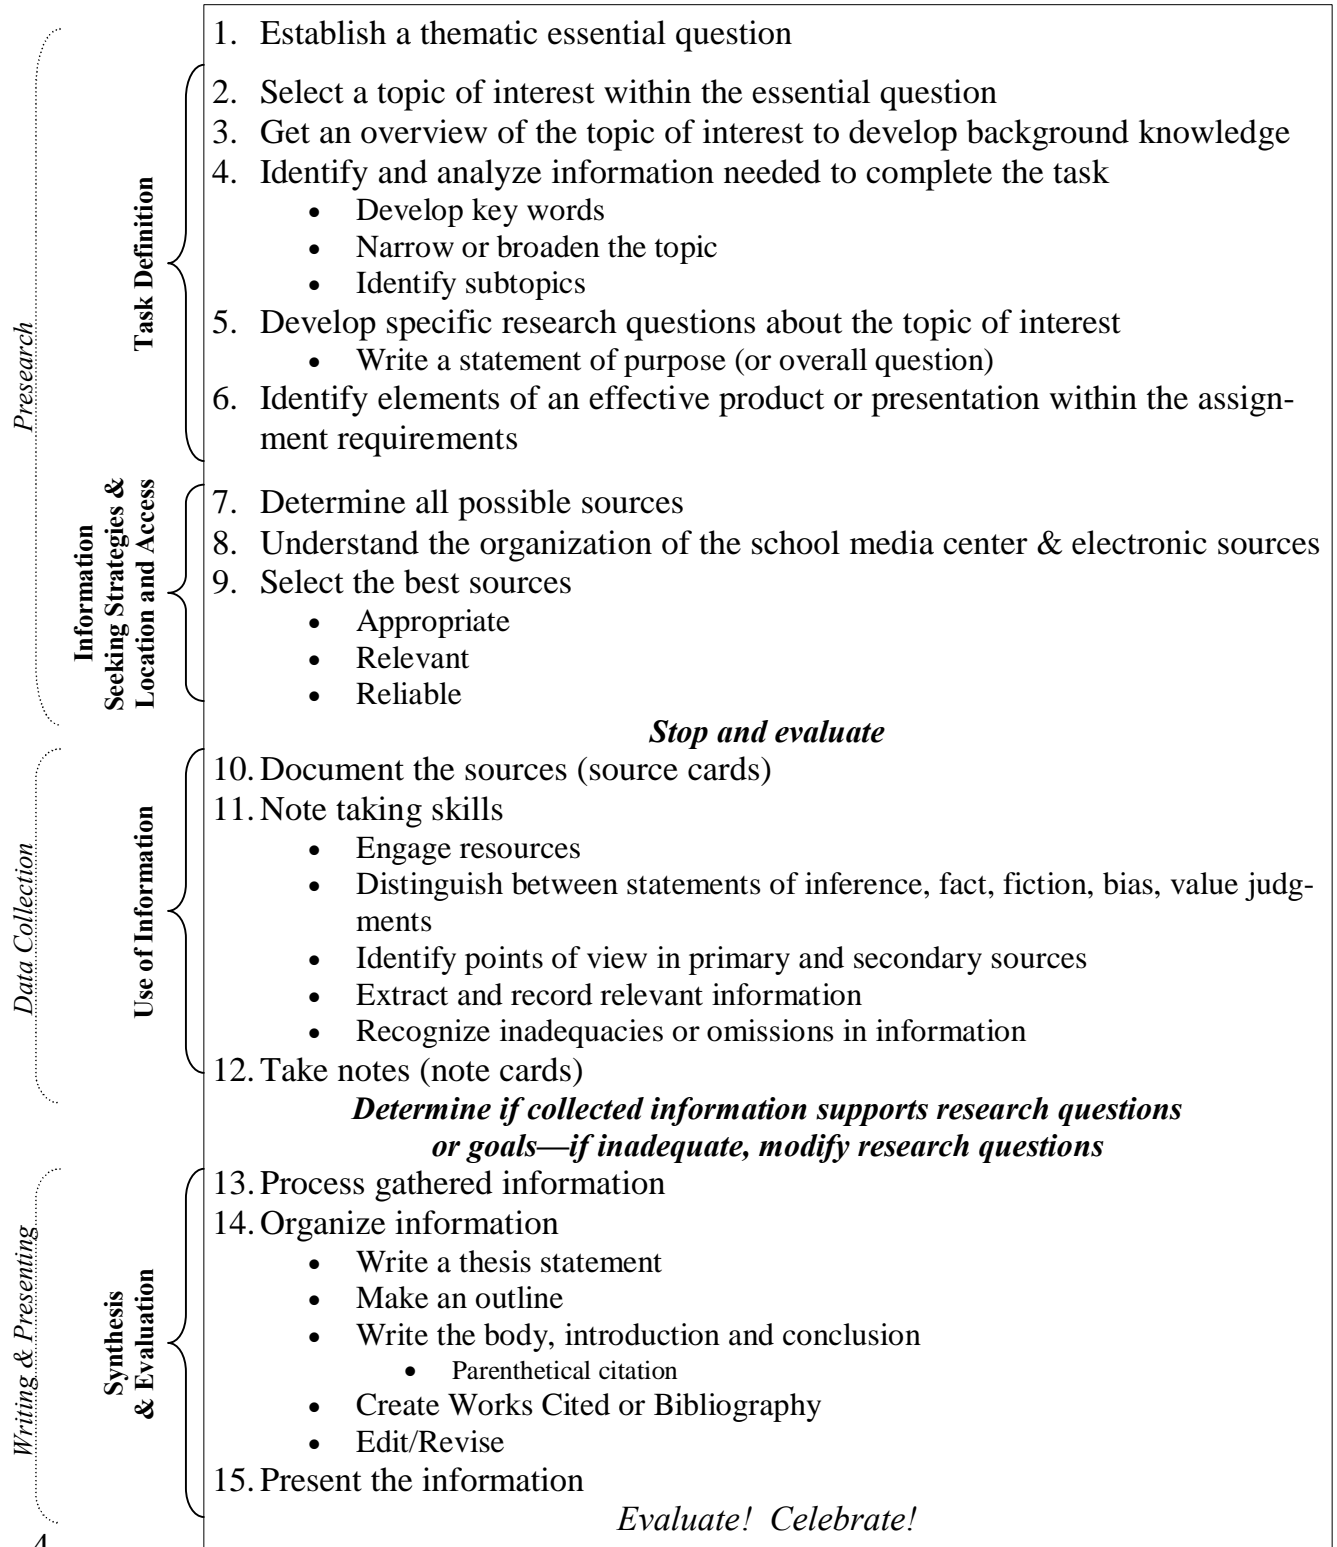 1. Establish a thematic essential question
2. Select a topic of interest within the essential question
3. Get an overview of the topic of interest to develop background knowledge
4. Identify and analyze information needed to complete the task
• Develop key words
• Narrow or broaden the topic
• Identify subtopics
5. Develop specific research questions about the topic of interest
• Write a statement of purpose (or overall question)
6. Identify elements of an effective product or presentation within the assign-
ment requirements
Task Definition
Presearch
7. Determine all possible sources
8. Understand the organization of the school media center & electronic sources
9. Select the best sources
• Appropriate
• Relevant
• Reliable
Information
Seeking Strategies &
Location and Access
Stop and evaluate
10. Document the sources (source cards)
11. Note taking skills
• Engage resources
• Distinguish between statements of inference, fact, fiction, bias, value judg-
ments
• Identify points of view in primary and secondary sources
• Extract and record relevant information
• Recognize inadequacies or omissions in information
12. Take notes (note cards)
Use of Information
Data Collection
Determine if collected information supports research questions
or goals—if inadequate, modify research questions
13. Process gathered information
14. Organize information
• Write a thesis statement
• Make an outline
• Write the body, introduction and conclusion
• Parenthetical citation
• Create Works Cited or Bibliography
• Edit/Revise
15. Present the information
Synthesis
& Evaluation
Writing & Presenting
Evaluate! Celebrate!
4